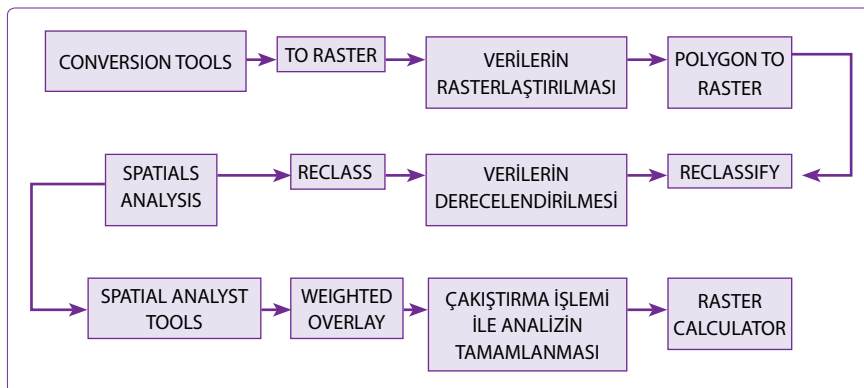 CONVERSION TOOLS
TO RASTER
VERİLERİN
RASTERLAŞTIRILMASI
POLYGON TO
RASTER
SPATIALS
ANALYSIS
RECLASS
VERİLERİN
DERECELENDİRİLMESİ
RECLASSIFY
SPATIAL ANALYST
TOOLS
WEIGHTED
OVERLAY
ÇAKIŞTIRMA İŞLEMİ
İLE ANALİZİN
TAMAMLANMASI
RASTER
CALCULATOR